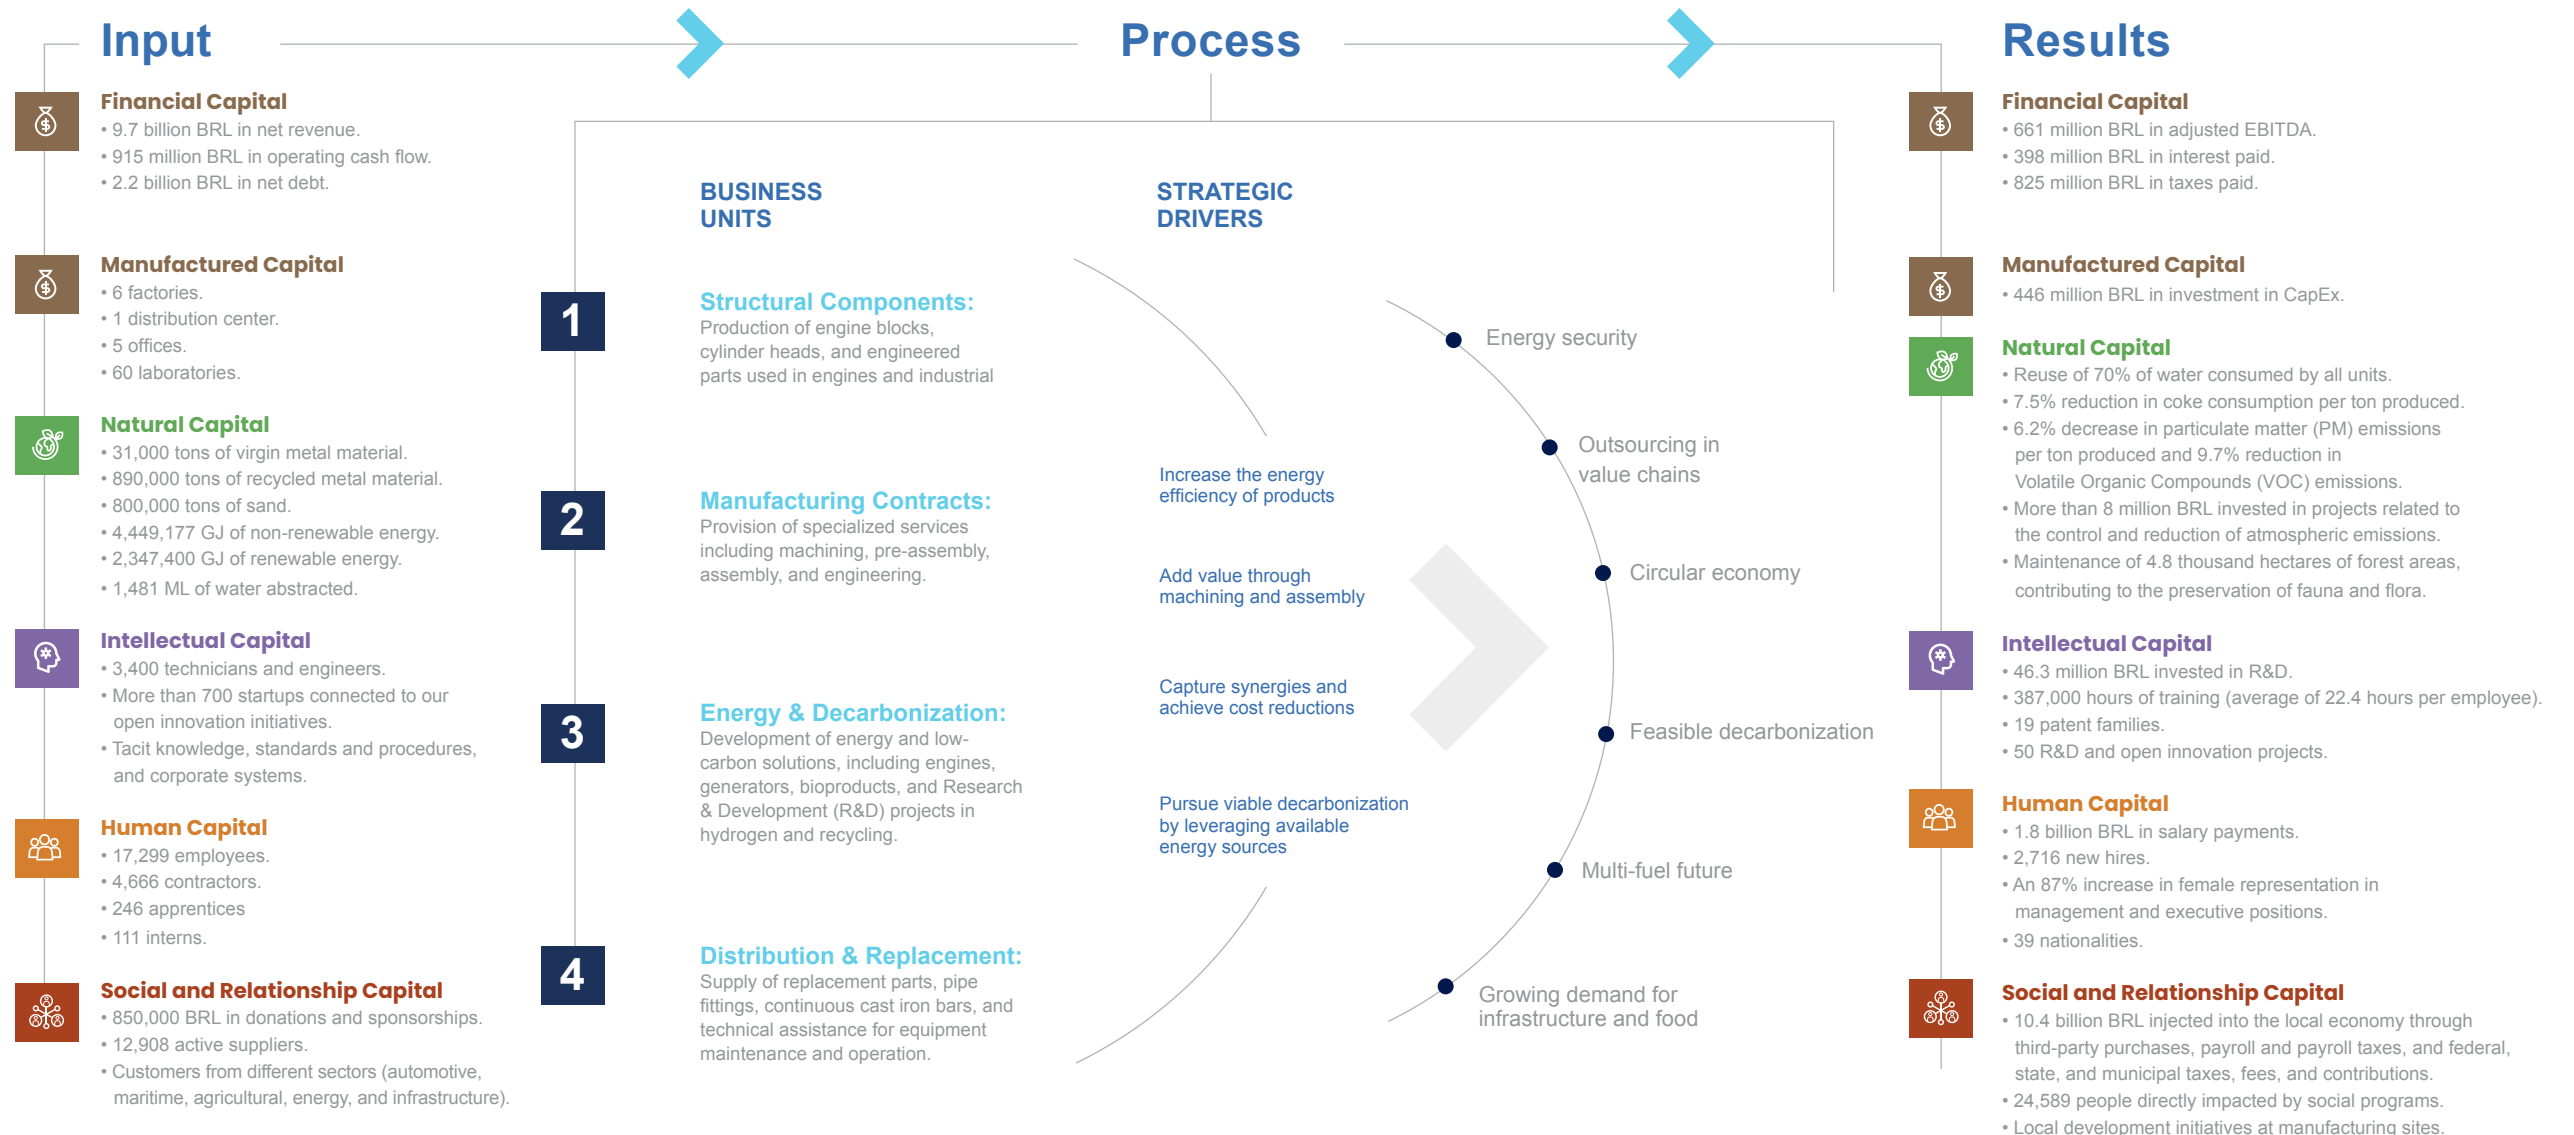 Input
Process
Results
Financial Capital
• 9.7 billion BRL in net revenue.
• 915 million BRL in operating cash flow.
• 2.2 billion BRL in net debt.
Manufactured Capital
• 6 factories.
• 1 distribution center.
• 5 offices.
• 60 laboratories.
Natural Capital
• 31,000 tons of virgin metal material.
• 890,000 tons of recycled metal material.
• 800,000 tons of sand.
• 4,449,177 GJ of non-renewable energy.
• 2,347,400 GJ of renewable energy.
• 1,481 ML of water abstracted.
Intellectual Capital
• 3,400 technicians and engineers.
• More than 700 startups connected to our
open innovation initiatives.
• Tacit knowledge, standards and procedures,
and corporate systems.
Human Capital
• 17,299 employees.
• 4,666 contractors.
• 246 apprentices
• 111 interns.
Social and Relationship Capital
• 850,000 BRL in donations and sponsorships.
• 12,908 active suppliers.
• Customers from different sectors (automotive,
maritime, agricultural, energy, and infrastructure).
BUSINESS
UNITS
1
Structural Components:
Production of engine blocks,
cylinder heads, and engineered
parts used in engines and industrial
2
Manufacturing Contracts:
Provision of specialized services
including machining, pre-assembly,
assembly, and engineering.
3
Energy & Decarbonization:
Development of energy and low-
carbon solutions, including engines,
generators, bioproducts, and Research
& Development (R&D) projects in
hydrogen and recycling.
4
Distribution & Replacement:
Supply of replacement parts, pipe
fittings, continuous cast iron bars, and
technical assistance for equipment
maintenance and operation.
STRATEGIC
DRIVERS
Increase the energy
efficiency of products
Add value through
machining and assembly
Capture synergies and
achieve cost reductions
Pursue viable decarbonization
by leveraging available
energy sources
Energy security
Outsourcing in
value chains
Circular economy
Feasible decarbonization
Multi-fuel future
Growing demand for
infrastructure and food
Financial Capital
• 661 million BRL in adjusted EBITDA.
• 398 million BRL in interest paid.
• 825 million BRL in taxes paid.
Manufactured Capital
• 446 million BRL in investment in CapEx.
Natural Capital
• Reuse of 70% of water consumed by all units.
• 7.5% reduction in coke consumption per ton produced.
• 6.2% decrease in particulate matter (PM) emissions
per ton produced and 9.7% reduction in
Volatile Organic Compounds (VOC) emissions.
• More than 8 million BRL invested in projects related to
the control and reduction of atmospheric emissions.
• Maintenance of 4.8 thousand hectares of forest areas,
contributing to the preservation of fauna and flora.
Intellectual Capital
• 46.3 million BRL invested in R&D.
• 387,000 hours of training (average of 22.4 hours per employee).
• 19 patent families.
• 50 R&D and open innovation projects.
Human Capital
• 1.8 billion BRL in salary payments.
• 2,716 new hires.
• An 87% increase in female representation in
management and executive positions.
• 39 nationalities.
Social and Relationship Capital
• 10.4 billion BRL injected into the local economy through
third-party purchases, payroll and payroll taxes, and federal,
state, and municipal taxes, fees, and contributions.
• 24,589 people directly impacted by social programs.
• Local development initiatives at manufacturing sites.